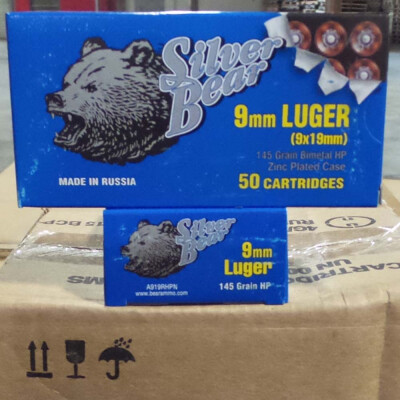 Silver
Bear
9mm LUGER
(9x19mm)
145 Grain Bimetal HP
Zinc Plated Case
MADE IN RUSSIA
50 CARTRIDGES
Silver
Bear
9mm
Luger
A919RHPN
www.bearammo.com
145 Grain HP